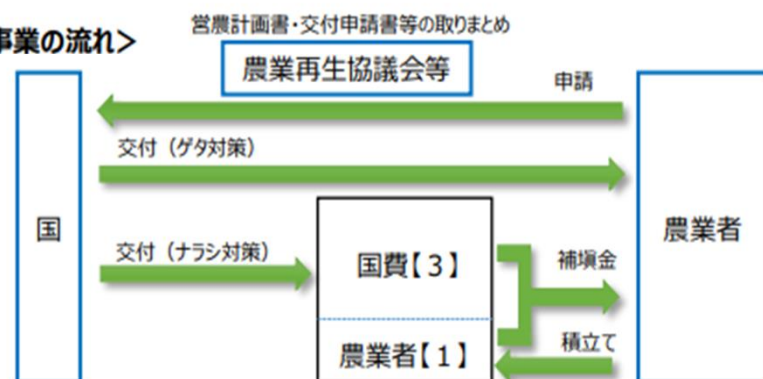 事業の流れ>
営農計画書・交付申請書等の取りまとめ
農業再生協議会等
申請
交付（ゲタ対策）
国
農業者
交付（ナラシ対策）
国費【３】
補塡金
農業者【１】
積立て